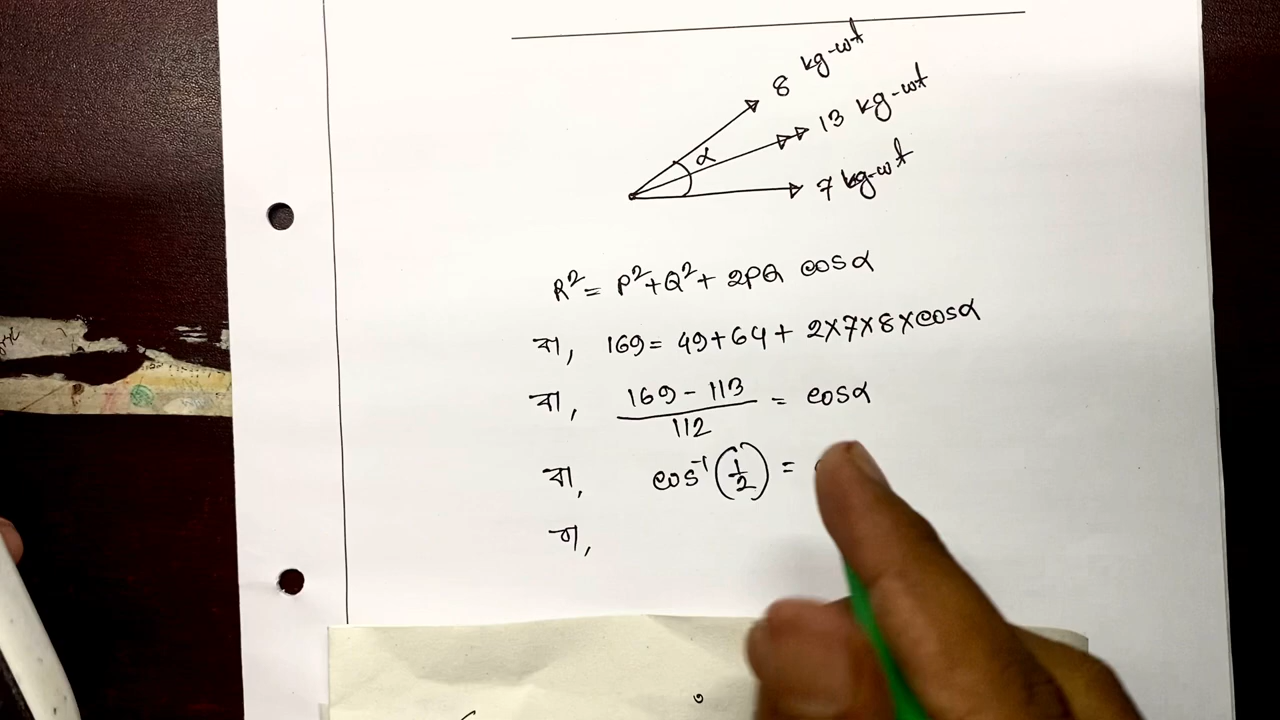 8 kg-wt
13 kg-wt
α
7 kg-wt
R² = P² + Q² + 2PQ cosα
বা, 169 = 49 + 64 + 2×7×8×cosα
বা, (169 - 113)/112 = cosα
বা, cos⁻¹(1/2) =
বা,